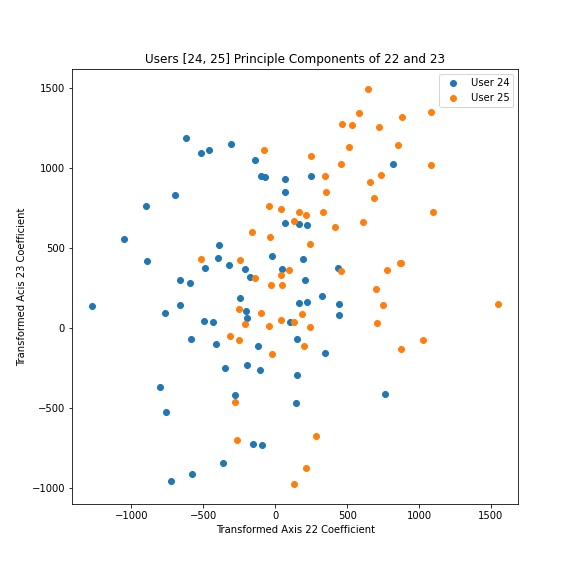 Users [24, 25] Principle Components of 22 and 23
User 24
User 25
Transformed Acis 23 Coefficient
1500
1000
500
0
−500
−1000
−1000 −500 0 500 1000 1500
Transformed Axis 22 Coefficient